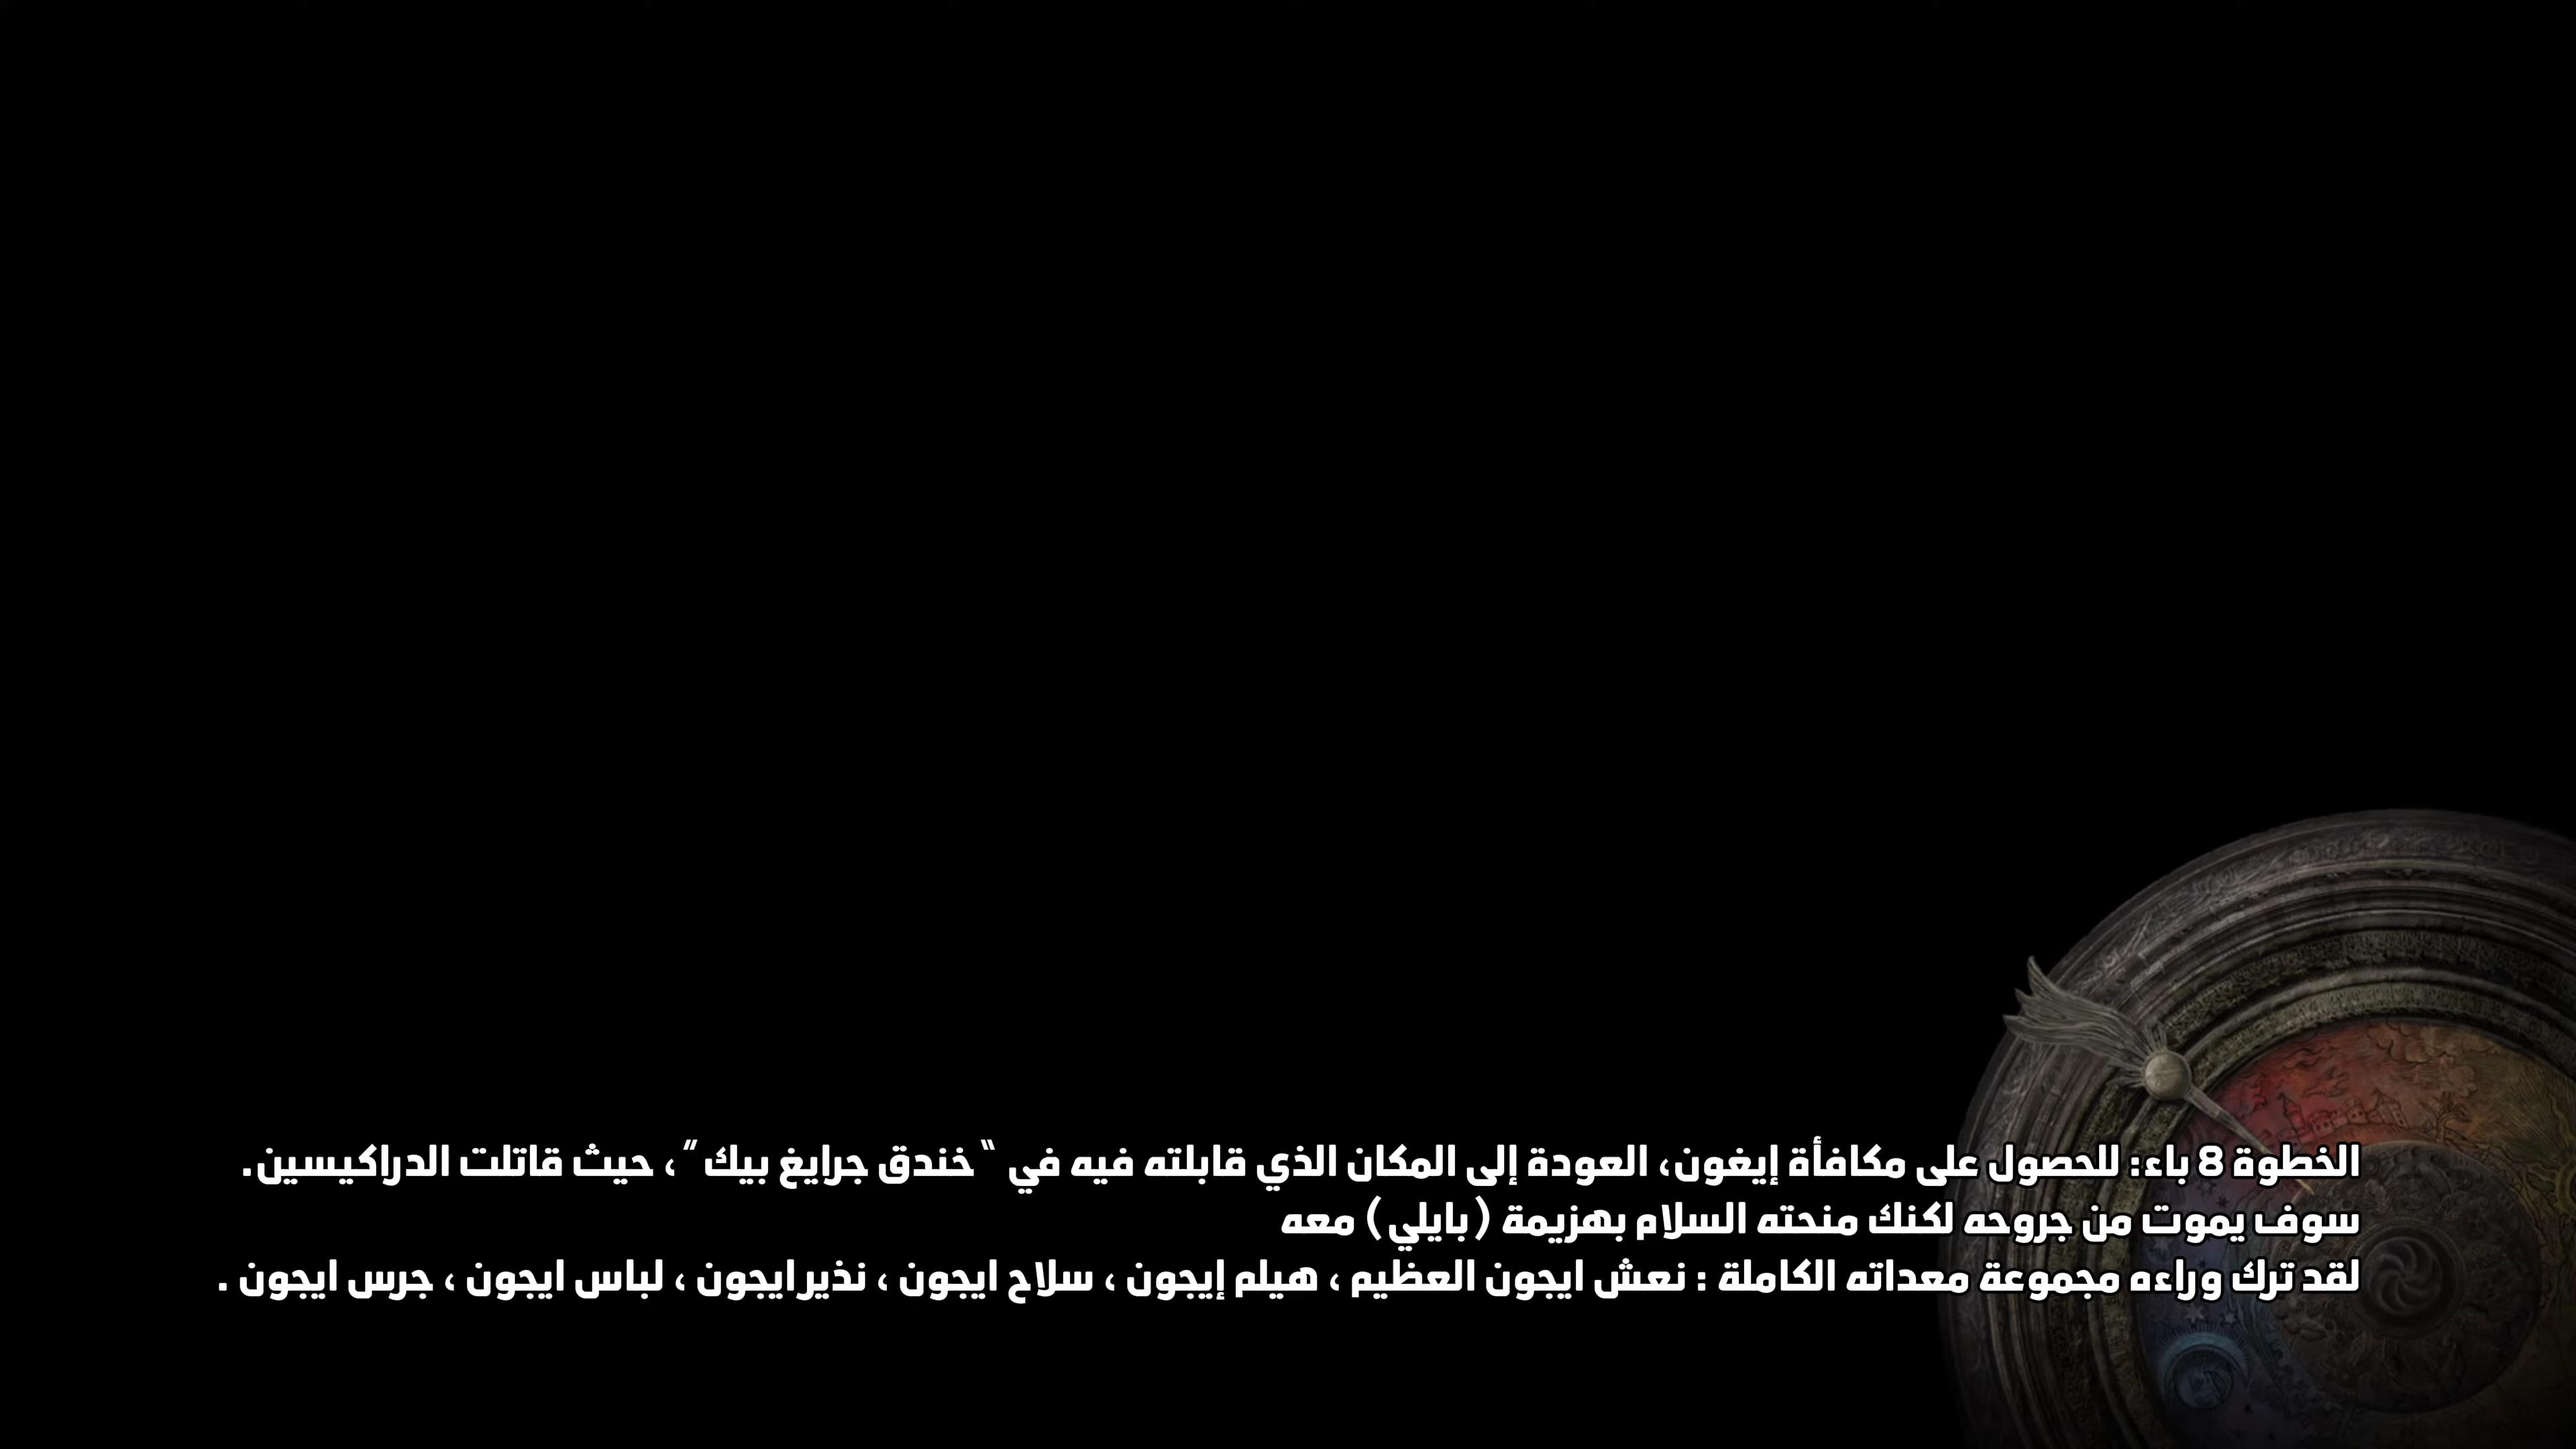 الخطوة 8 باء: للحصول على مكافأة إيغون، العودة إلى المكان الذي قابلته فيه في "خندق جرايغ بيك"، حيث قاتلت الدراكيسين.
سوف يموت من جروحه لكنك منحته السلام بهزيمة (بايلي) معه
لقد ترك وراءه مجموعة معداته الكاملة : نعش ايجون العظيم ، هيلم إيجون ، سلاح ايجون ، نذير ايجون ، لباس ايجون ، جرس ايجون .